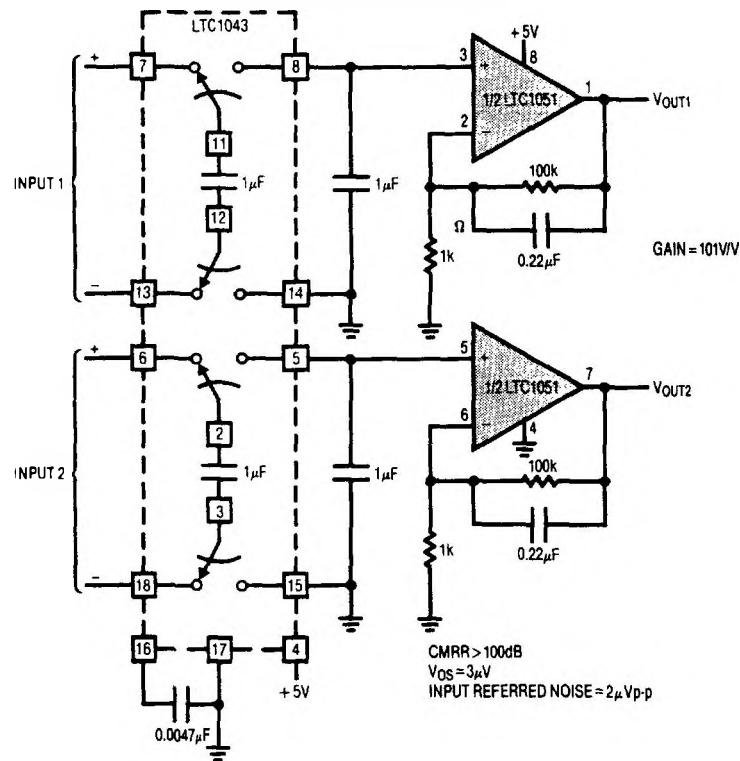 LTC1043
+
7
8
+5V
8
3
+
1/2 LTC1051
1
VOUT1
2
−
11
1μF
12
1μF
INPUT 1
100k
Ω
0.22μF
1k
GAIN = 101V/V
−
13
14
+
6
5
5
+
1/2 LTC1051
7
VOUT2
6
−
4
2
1μF
3
1μF
INPUT 2
100k
0.22μF
1k
−
18
15
16
17
4
+5V
0.0047μF
CMRR > 100dB
VOS ≈ 3μV
INPUT REFERRED NOISE ≈ 2μVp-p